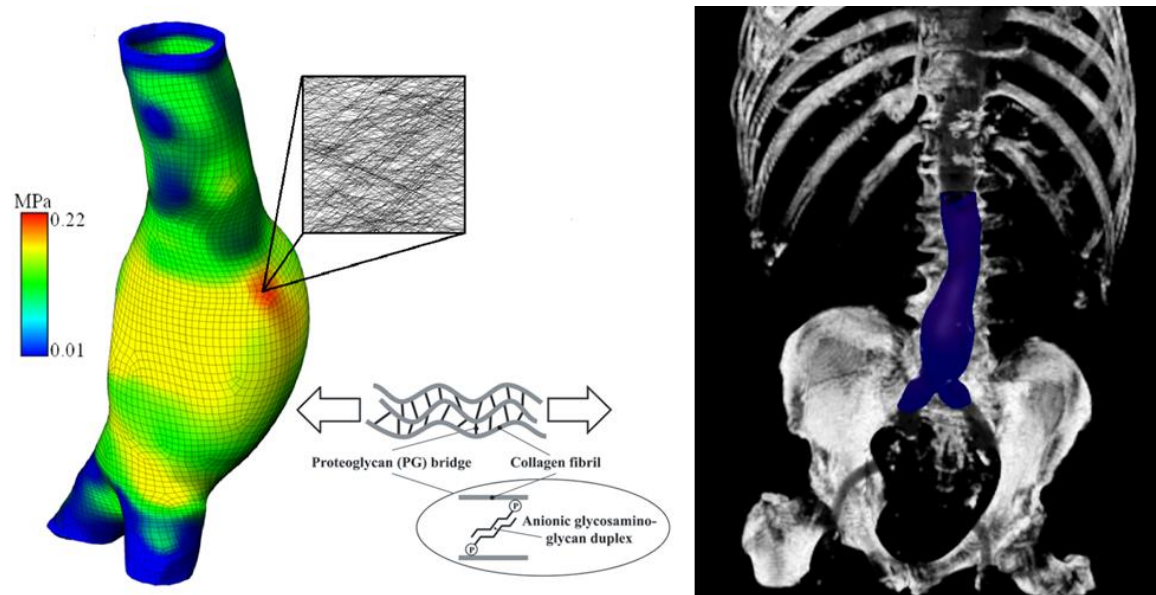 MPa
0.22
0.01
Proteoglycan (PG) bridge
Collagen fibril
P
Anionic glycosamino-
glycan duplex
P